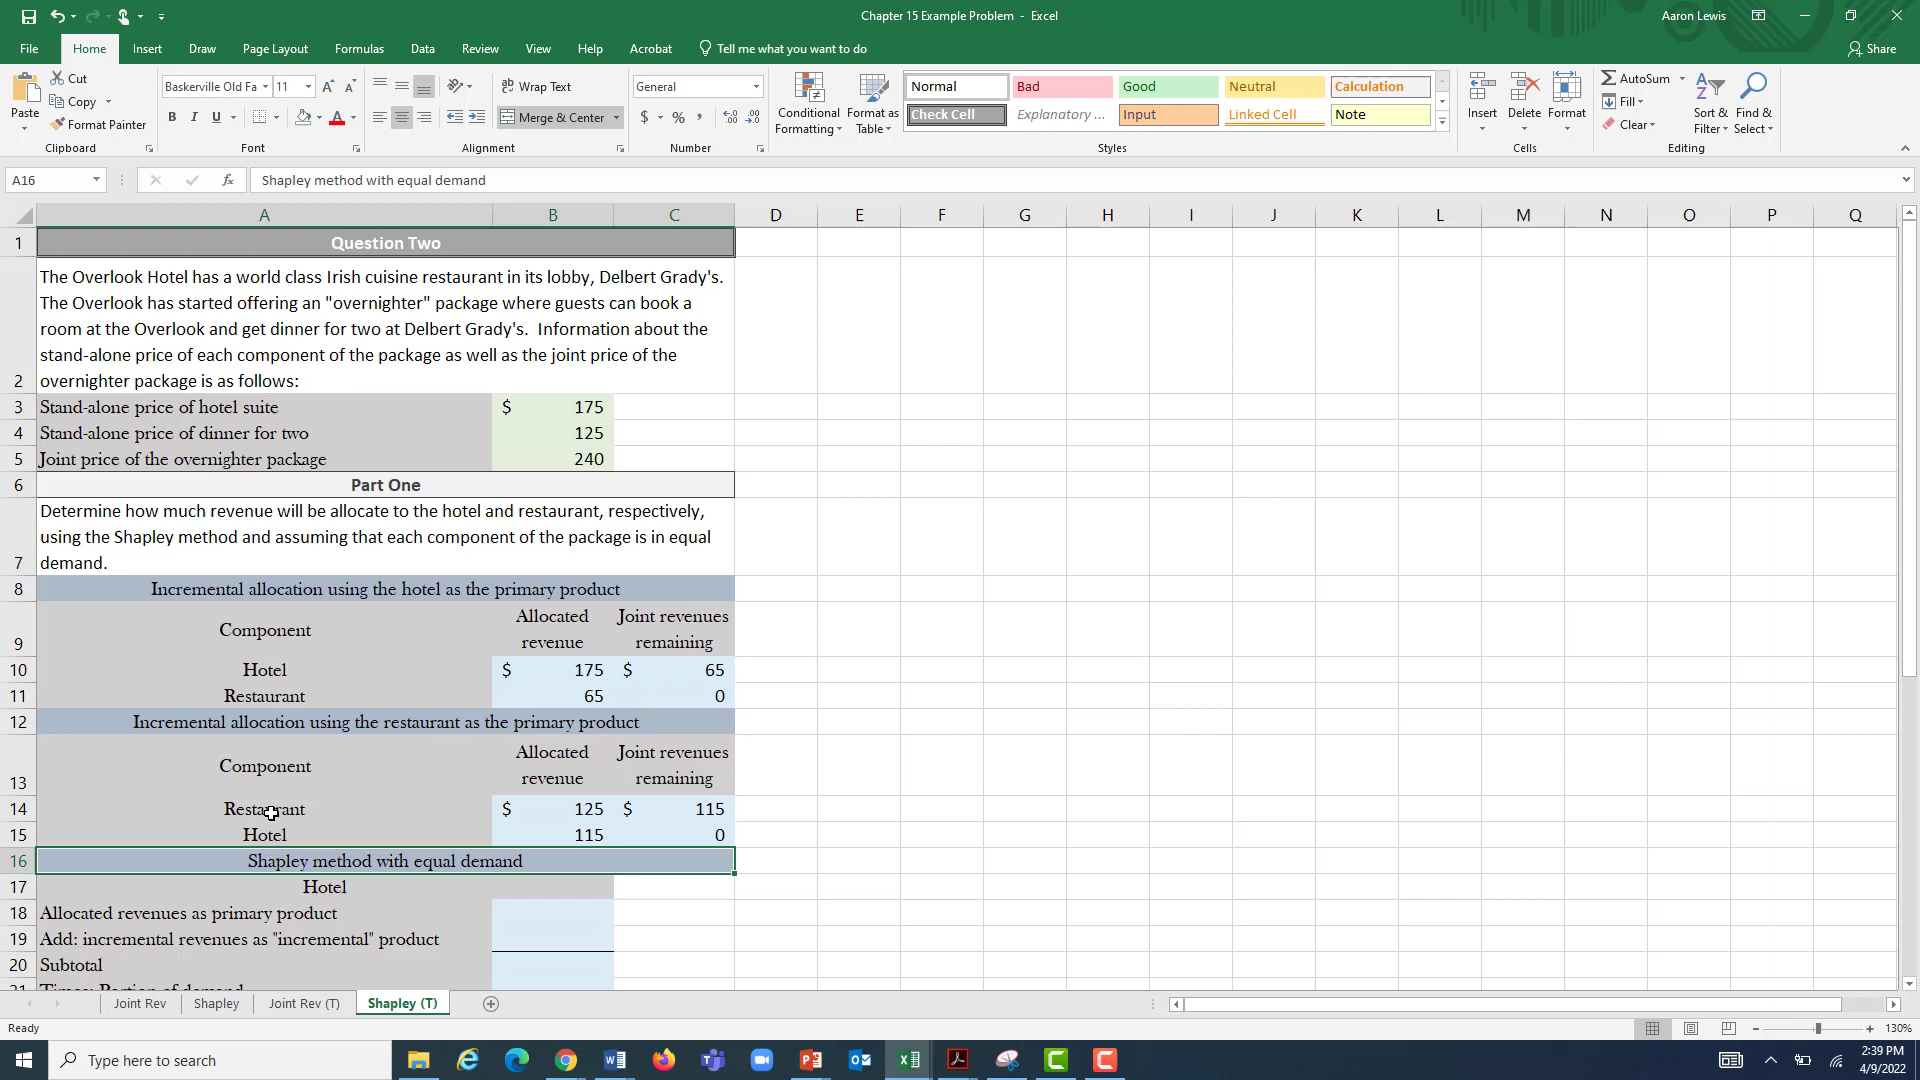 Chapter 15 Example Problem - Excel
Aaron Lewis
File Home Insert Draw Page Layout Formulas Data Review View Help Acrobat Tell me what you want to do
Share
Paste
Cut
Copy
Format Painter
Clipboard
Baskerville Old Fa 11
B I U
Font
Wrap Text
Merge & Center
Alignment
General
$ % ,
Number
Conditional Formatting
Format as Table
Normal Bad Good Neutral Calculation
Check Cell Explanatory ... Input Linked Cell Note
Styles
Insert Delete Format
Cells
AutoSum
Fill
Clear
Sort & Filter
Find & Select
Editing
A16
fx
Shapley method with equal demand
A B C D E F G H I J K L M N O P Q
1 Question Two
The Overlook Hotel has a world class Irish cuisine restaurant in its lobby, Delbert Grady's.
The Overlook has started offering an "overnighter" package where guests can book a
room at the Overlook and get dinner for two at Delbert Grady's. Information about the
stand-alone price of each component of the package as well as the joint price of the
2 overnighter package is as follows:
3 Stand-alone price of hotel suite $ 175
4 Stand-alone price of dinner for two 125
5 Joint price of the overnighter package 240
6 Part One
Determine how much revenue will be allocate to the hotel and restaurant, respectively,
using the Shapley method and assuming that each component of the package is in equal
7 demand.
8 Incremental allocation using the hotel as the primary product
9 Component Allocated revenue Joint revenues remaining
10 Hotel $ 175 $ 65
11 Restaurant 65 0
12 Incremental allocation using the restaurant as the primary product
13 Component Allocated revenue Joint revenues remaining
14 Restaurant $ 125 $ 115
15 Hotel 115 0
16 Shapley method with equal demand
17 Hotel
18 Allocated revenues as primary product
19 Add: incremental revenues as "incremental" product
20 Subtotal
21 Times: Portion of demand
Joint Rev Shapley Joint Rev (T) Shapley (T)
Ready
130%
Type here to search
2:39 PM
4/9/2022